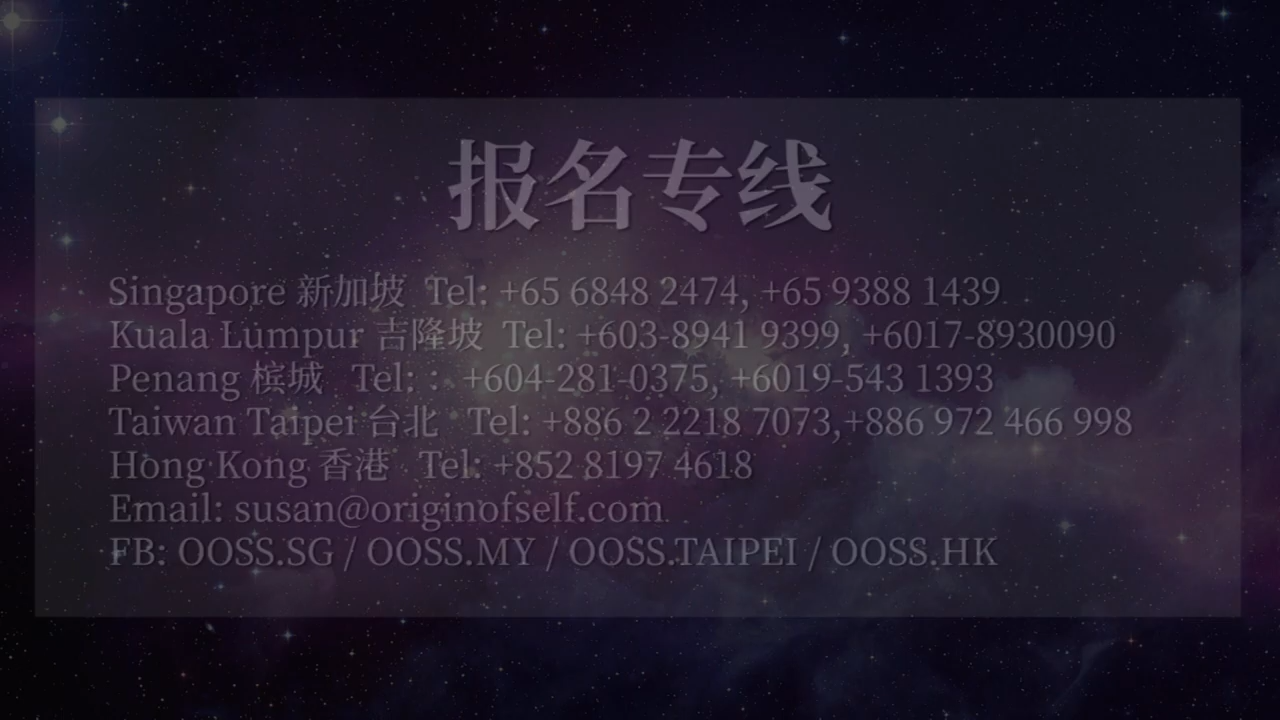 报名专线
Singapore 新加坡 Tel: +65 6848 2474, +65 9388 1439
Kuala Lumpur 吉隆坡 Tel: +603-8941 9399, +6017-8930090
Penang 槟城 Tel: : +604-281-0375, +6019-543 1393
Taiwan Taipei 台北 Tel: +886 2 2218 7073,+886 972 466 998
Hong Kong 香港 Tel: +852 8197 4618
Email: susan@originofself.com
FB: OOSS.SG / OOSS.MY / OOSS.TAIPEI / OOSS.HK